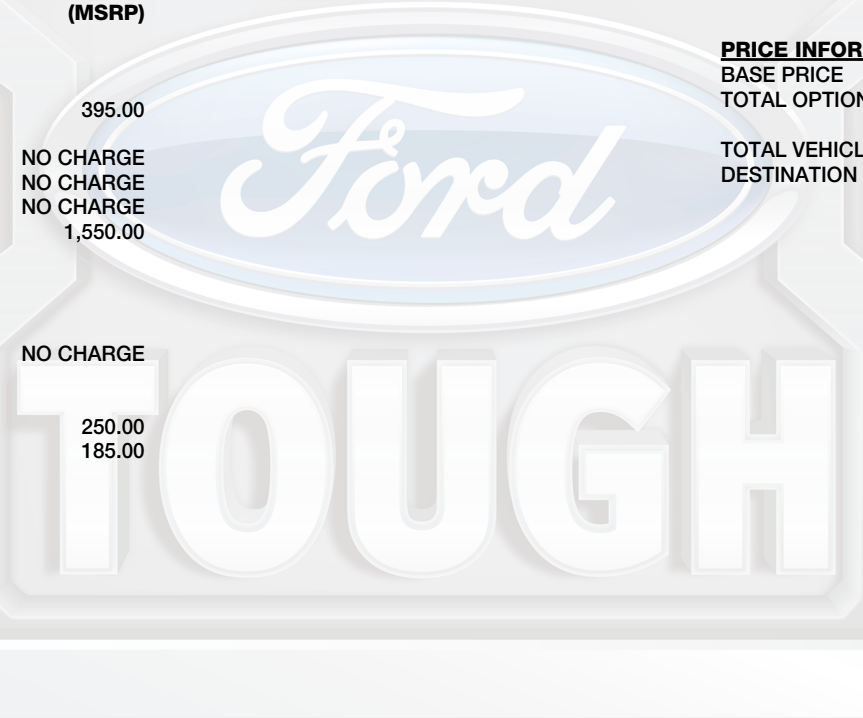 (MSRP)
395.00
NO CHARGE
NO CHARGE
NO CHARGE
1,550.00
NO CHARGE
250.00
185.00
PRICE INFOR
BASE PRICE
TOTAL OPTION
TOTAL VEHICL
DESTINATION
Ford
TOUGH